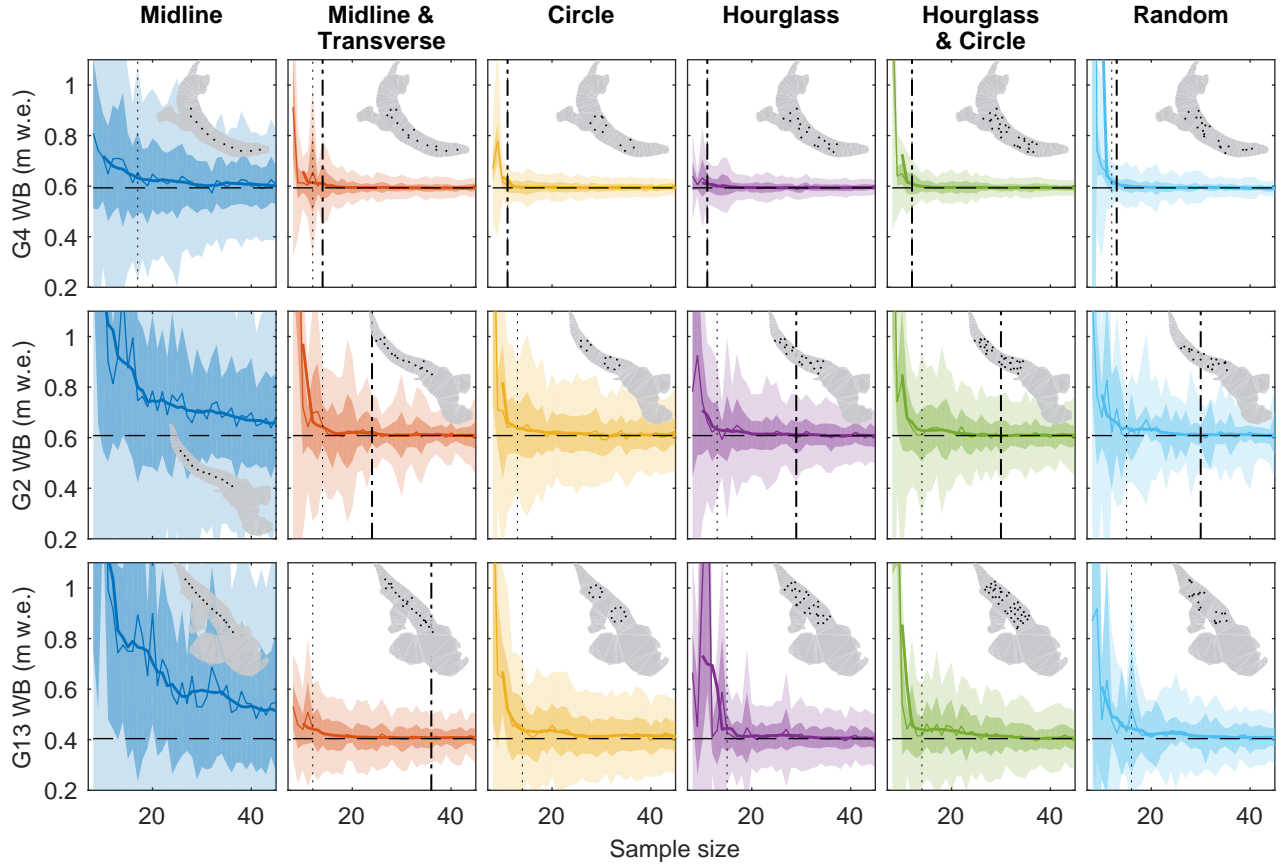 Midline
Midline &
Transverse
Circle
Hourglass
Hourglass
& Circle
Random
G4 WB (m w.e.)
1
0.8
0.6
0.4
0.2
G2 WB (m w.e.)
1
0.8
0.6
0.4
0.2
G13 WB (m w.e.)
1
0.8
0.6
0.4
0.2
20 40 20 40 20 40 20 40 20 40 20 40
Sample size